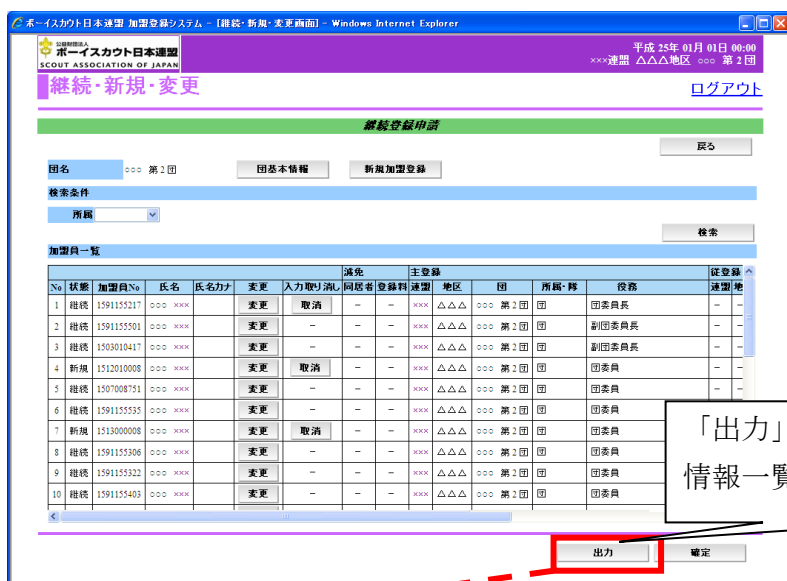 ボーイスカウト日本連盟 加盟登録システム - [継続・新規・変更画面] - Windows Internet Explorer
公益財団法人
ボーイスカウト日本連盟
SCOUT ASSOCIATION OF JAPAN
平成 25年 01月 01日 00:00
×××連盟 △△△地区 ○○○ 第 2 団
継続・新規・変更
ログアウト
継続登録申請
戻る
団名 ○○○ 第 2 団 団基本情報 新規加盟登録
検索条件
所属
検索
加盟員一覧
減免 主登録 従登録
No 状態 加盟員No 氏名 氏名カナ 変更 入力取り消し 同居者 登録料 連盟 地区 団 所属・隊 役務 連盟 地
1 継続 1591155217 ○○○ ××× 変更 取消 - - ××× △△△ ○○○ 第 2 団 団 団委員長 - -
2 継続 1591155501 ○○○ ××× 変更 - - - ××× △△△ ○○○ 第 2 団 団 副団委員長 - -
3 継続 1503010417 ○○○ ××× 変更 - - - ××× △△△ ○○○ 第 2 団 団 副団委員長 - -
4 新規 1512010008 ○○○ ××× 変更 取消 - - ××× △△△ ○○○ 第 2 団 団 団委員 - -
5 継続 1507008751 ○○○ ××× 変更 - - - ××× △△△ ○○○ 第 2 団 団 団委員 - -
6 継続 1591155535 ○○○ ××× 変更 - - - ××× △△△ ○○○ 第 2 団 団 団委員
7 新規 1513000008 ○○○ ××× 変更 取消 - - ××× △△△ ○○○ 第 2 団 団 団委員
8 継続 1591155306 ○○○ ××× 変更 - - - ××× △△△ ○○○ 第 2 団 団 団委員
9 継続 1591155322 ○○○ ××× 変更 - - - ××× △△△ ○○○ 第 2 団 団 団委員
10 継続 1591155403 ○○○ ××× 変更 - - - ××× △△△ ○○○ 第 2 団 団 団委員
「出力」
情報一覧
出力 確定